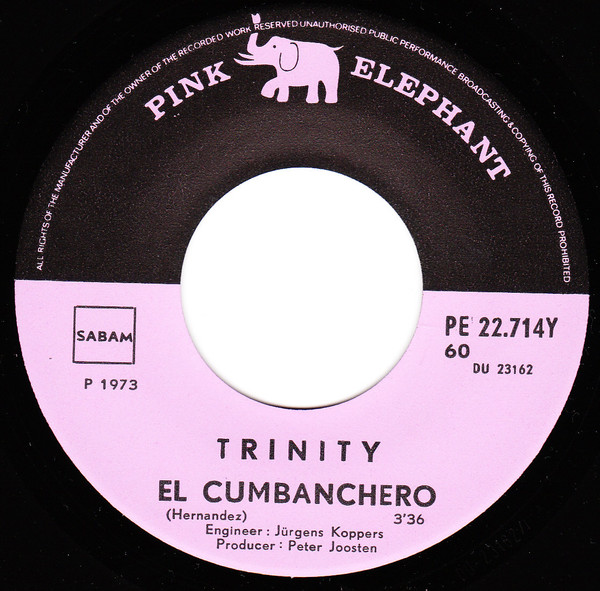 ALL RIGHTS OF THE MANUFACTURER AND OF THE OWNER OF THE RECORDED WORK RESERVED UNAUTHORISED PUBLIC PERFORMANCE BROADCASTING & COPYING OF THIS RECORD PROHIBITED
PINK ELEPHANT
SABAM
P 1973
PE 22.714Y
60
DU 23162
TRINITY
EL CUMBANCHERO
(Hernandez) 3'36
Engineer : Jürgens Koppers
Producer : Peter Joosten